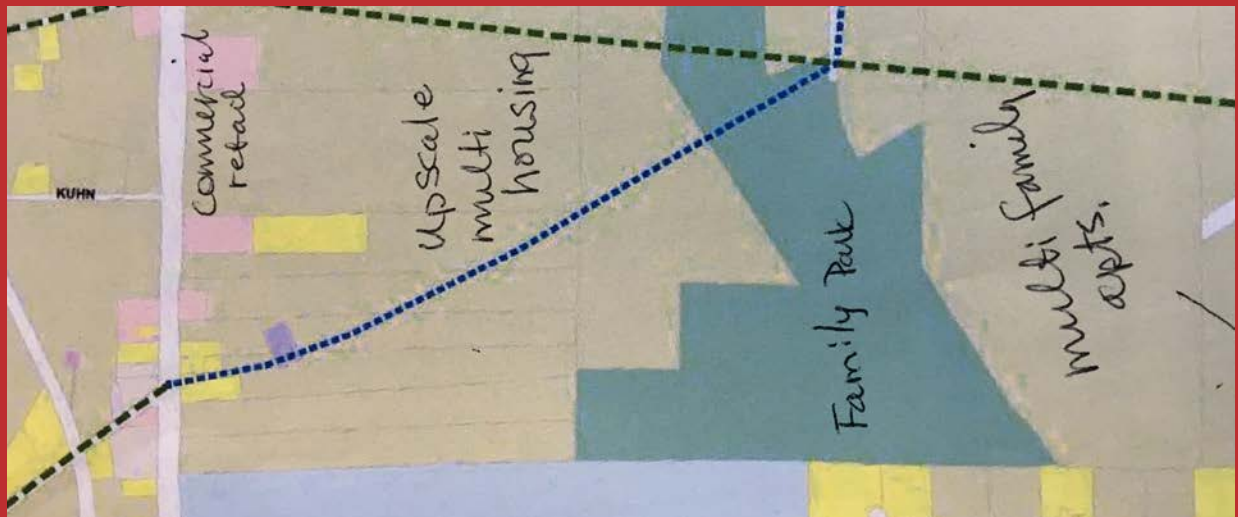 KUHN
Commercial
retail
Upscale
multi
housing
Family Park
multi family
apts.